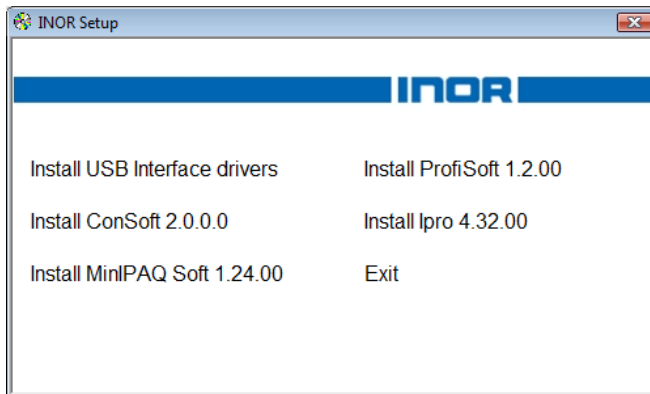 INOR Setup
INOR
Install USB Interface drivers
Install ProfiSoft 1.2.00
Install ConSoft 2.0.0.0
Install Ipro 4.32.00
Install MinIPAQ Soft 1.24.00
Exit